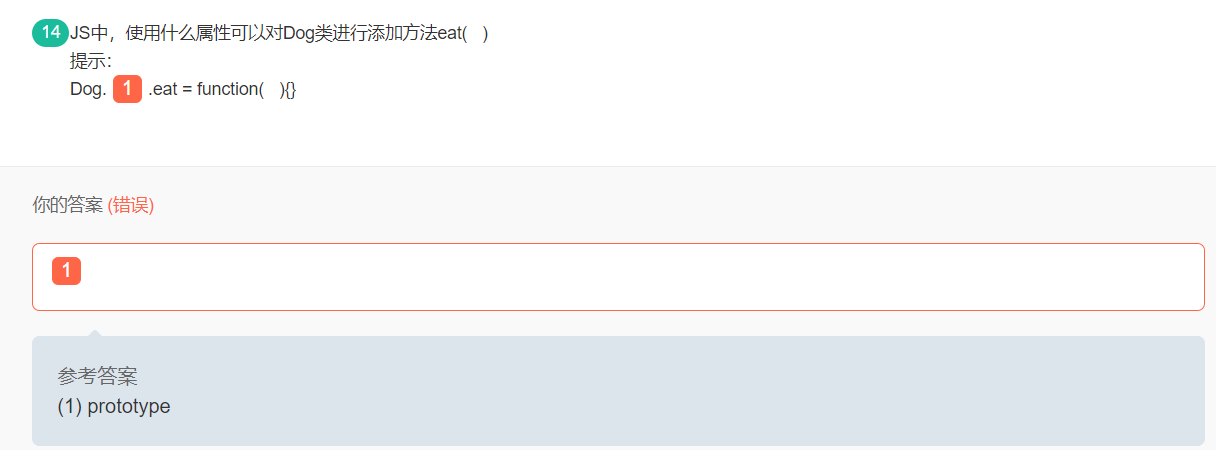 14 JS中，使用什么属性可以对Dog类进行添加方法eat( )
提示：
Dog. 1 .eat = function( ){}
你的答案 (错误)
1
参考答案
(1) prototype